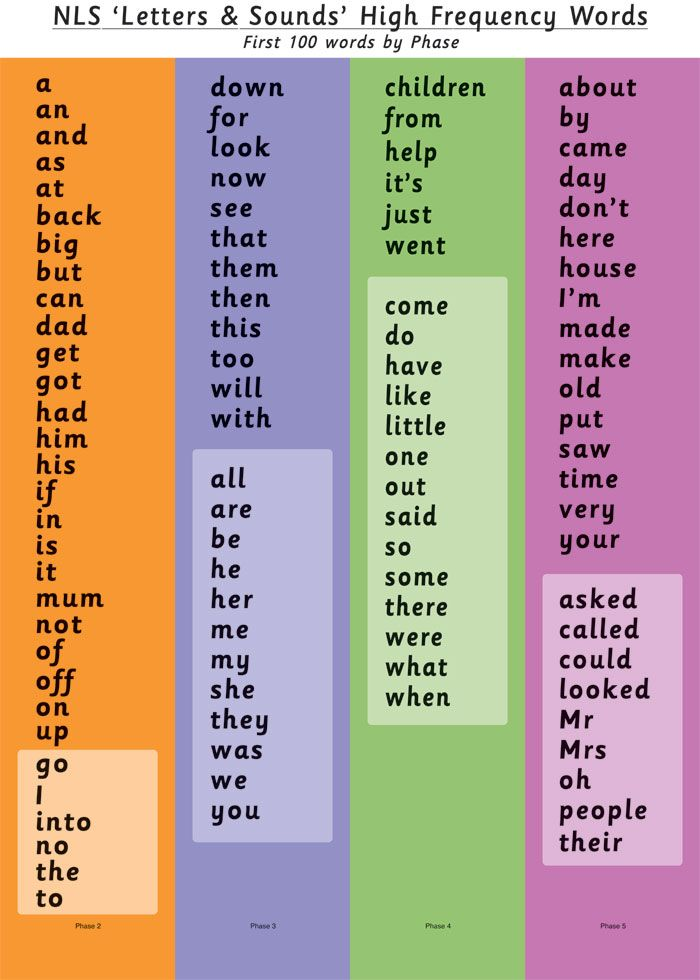 NLS ‘Letters & Sounds’ High Frequency Words
First 100 words by Phase
a
an
and
as
at
back
big
but
can
dad
get
got
had
him
his
if
in
is
it
mum
not
of
off
on
up
go
I
into
no
the
to
Phase 2
down
for
look
now
see
that
them
then
this
too
will
with
all
are
be
he
her
me
my
she
they
was
we
you
Phase 3
children
from
help
it’s
just
went
come
do
have
like
little
one
out
said
so
some
there
were
what
when
Phase 4
about
by
came
day
don’t
here
house
I’m
made
make
old
put
saw
time
very
your
asked
called
could
looked
Mr
Mrs
oh
people
their
Phase 5